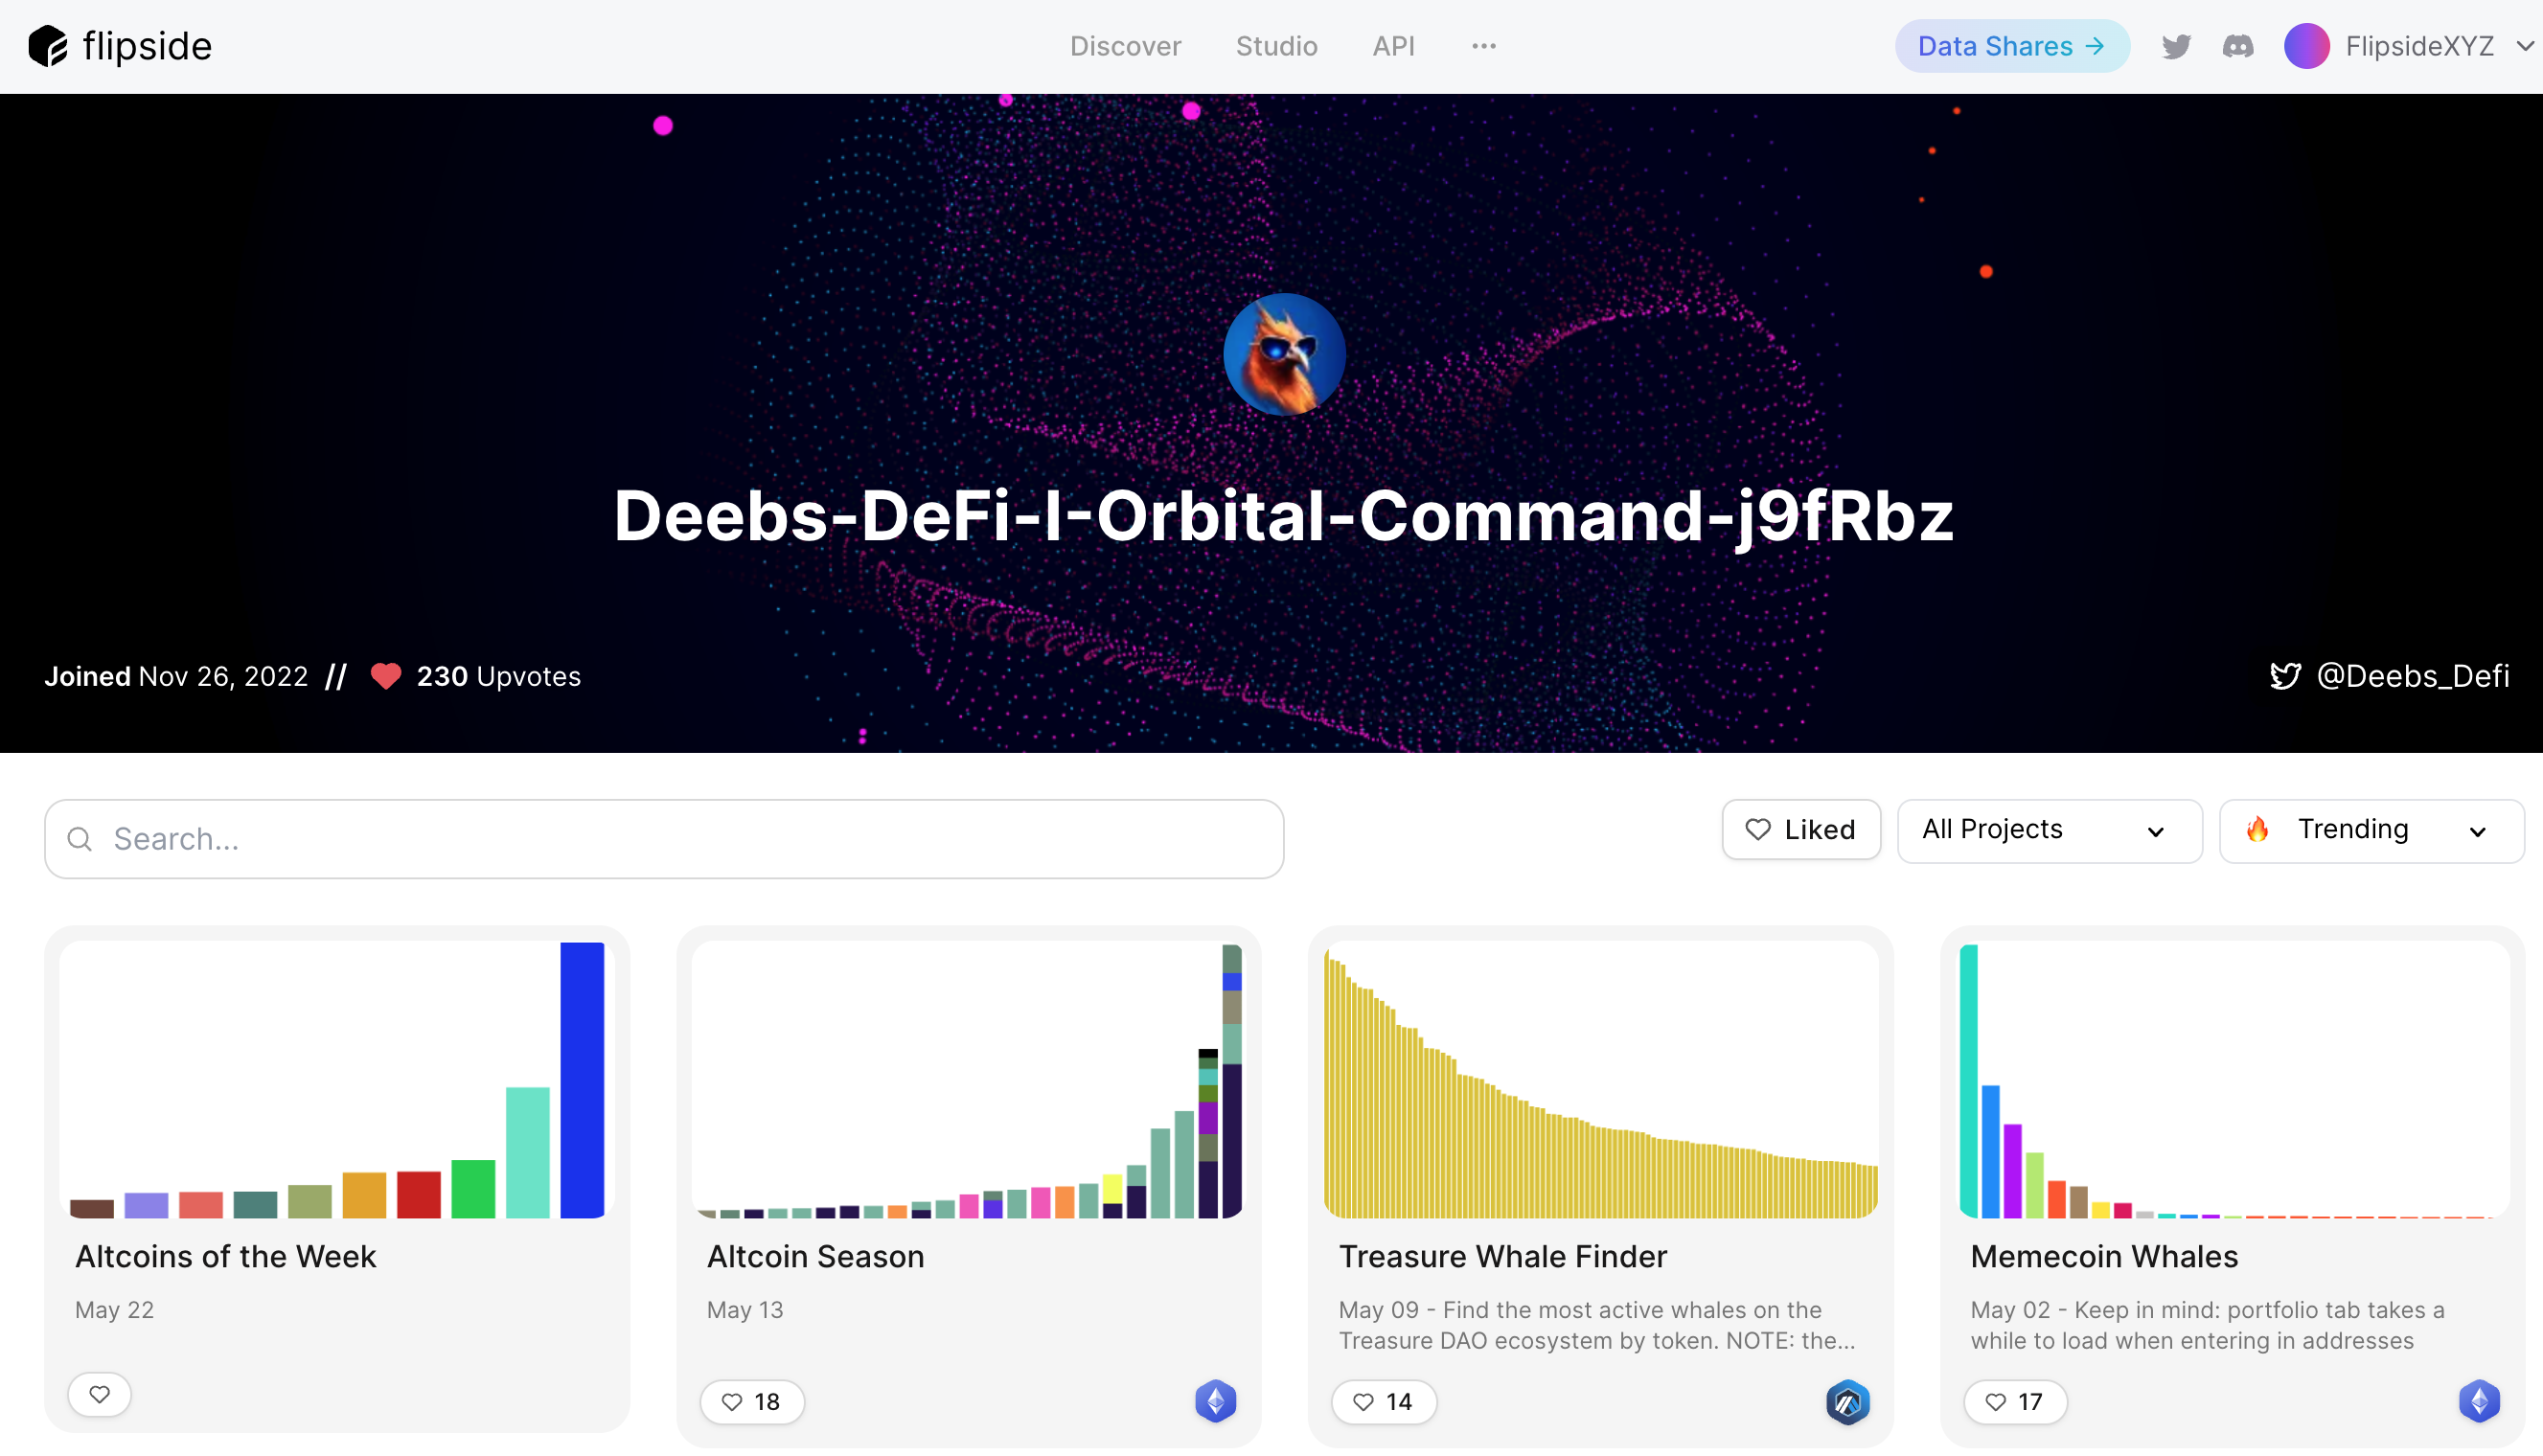 flipside
Discover
Studio
API
Data Shares →
FlipsideXYZ
Deebs-DeFi-I-Orbital-Command-j9fRbz
Joined Nov 26, 2022 // 230 Upvotes
@Deebs_Defi
Search...
Liked
All Projects
Trending
Altcoins of the Week
May 22
Altcoin Season
May 13
18
Treasure Whale Finder
May 09 - Find the most active whales on the
Treasure DAO ecosystem by token. NOTE: the...
14
Memecoin Whales
May 02 - Keep in mind: portfolio tab takes a
while to load when entering in addresses
17